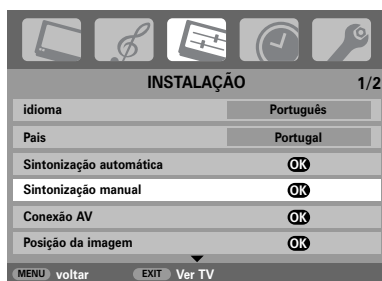 INSTALAÇÃO 1/2
idioma Português
Pais Portugal
Sintonização automática OK
Sintonização manual OK
Conexão AV OK
Posição da imagem OK
MENU voltar EXIT Ver TV